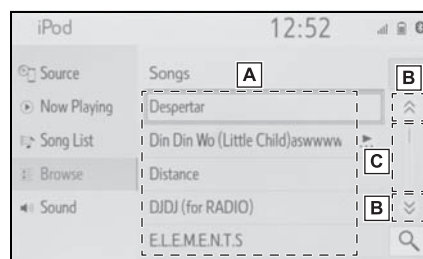 iPod 12:52
Source
Now Playing
Song List
Browse
Sound
Songs
A
Despertar
Din Din Wo (Little Child)aswwww
Distance
DJDJ (for RADIO)
E.L.E.M.E.N.T.S
B
C
B